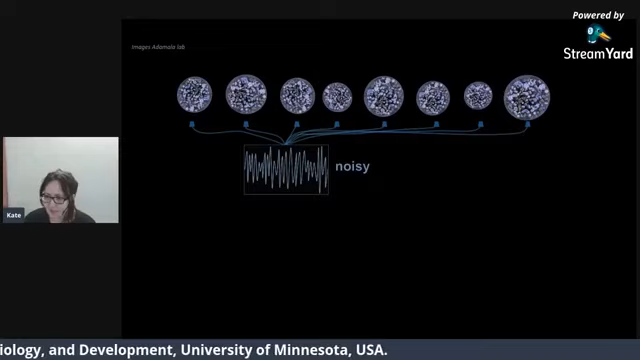 Powered by
StreamYard
Images Adamala lab
noisy
Kate
iology, and Development, University of Minnesota, USA.